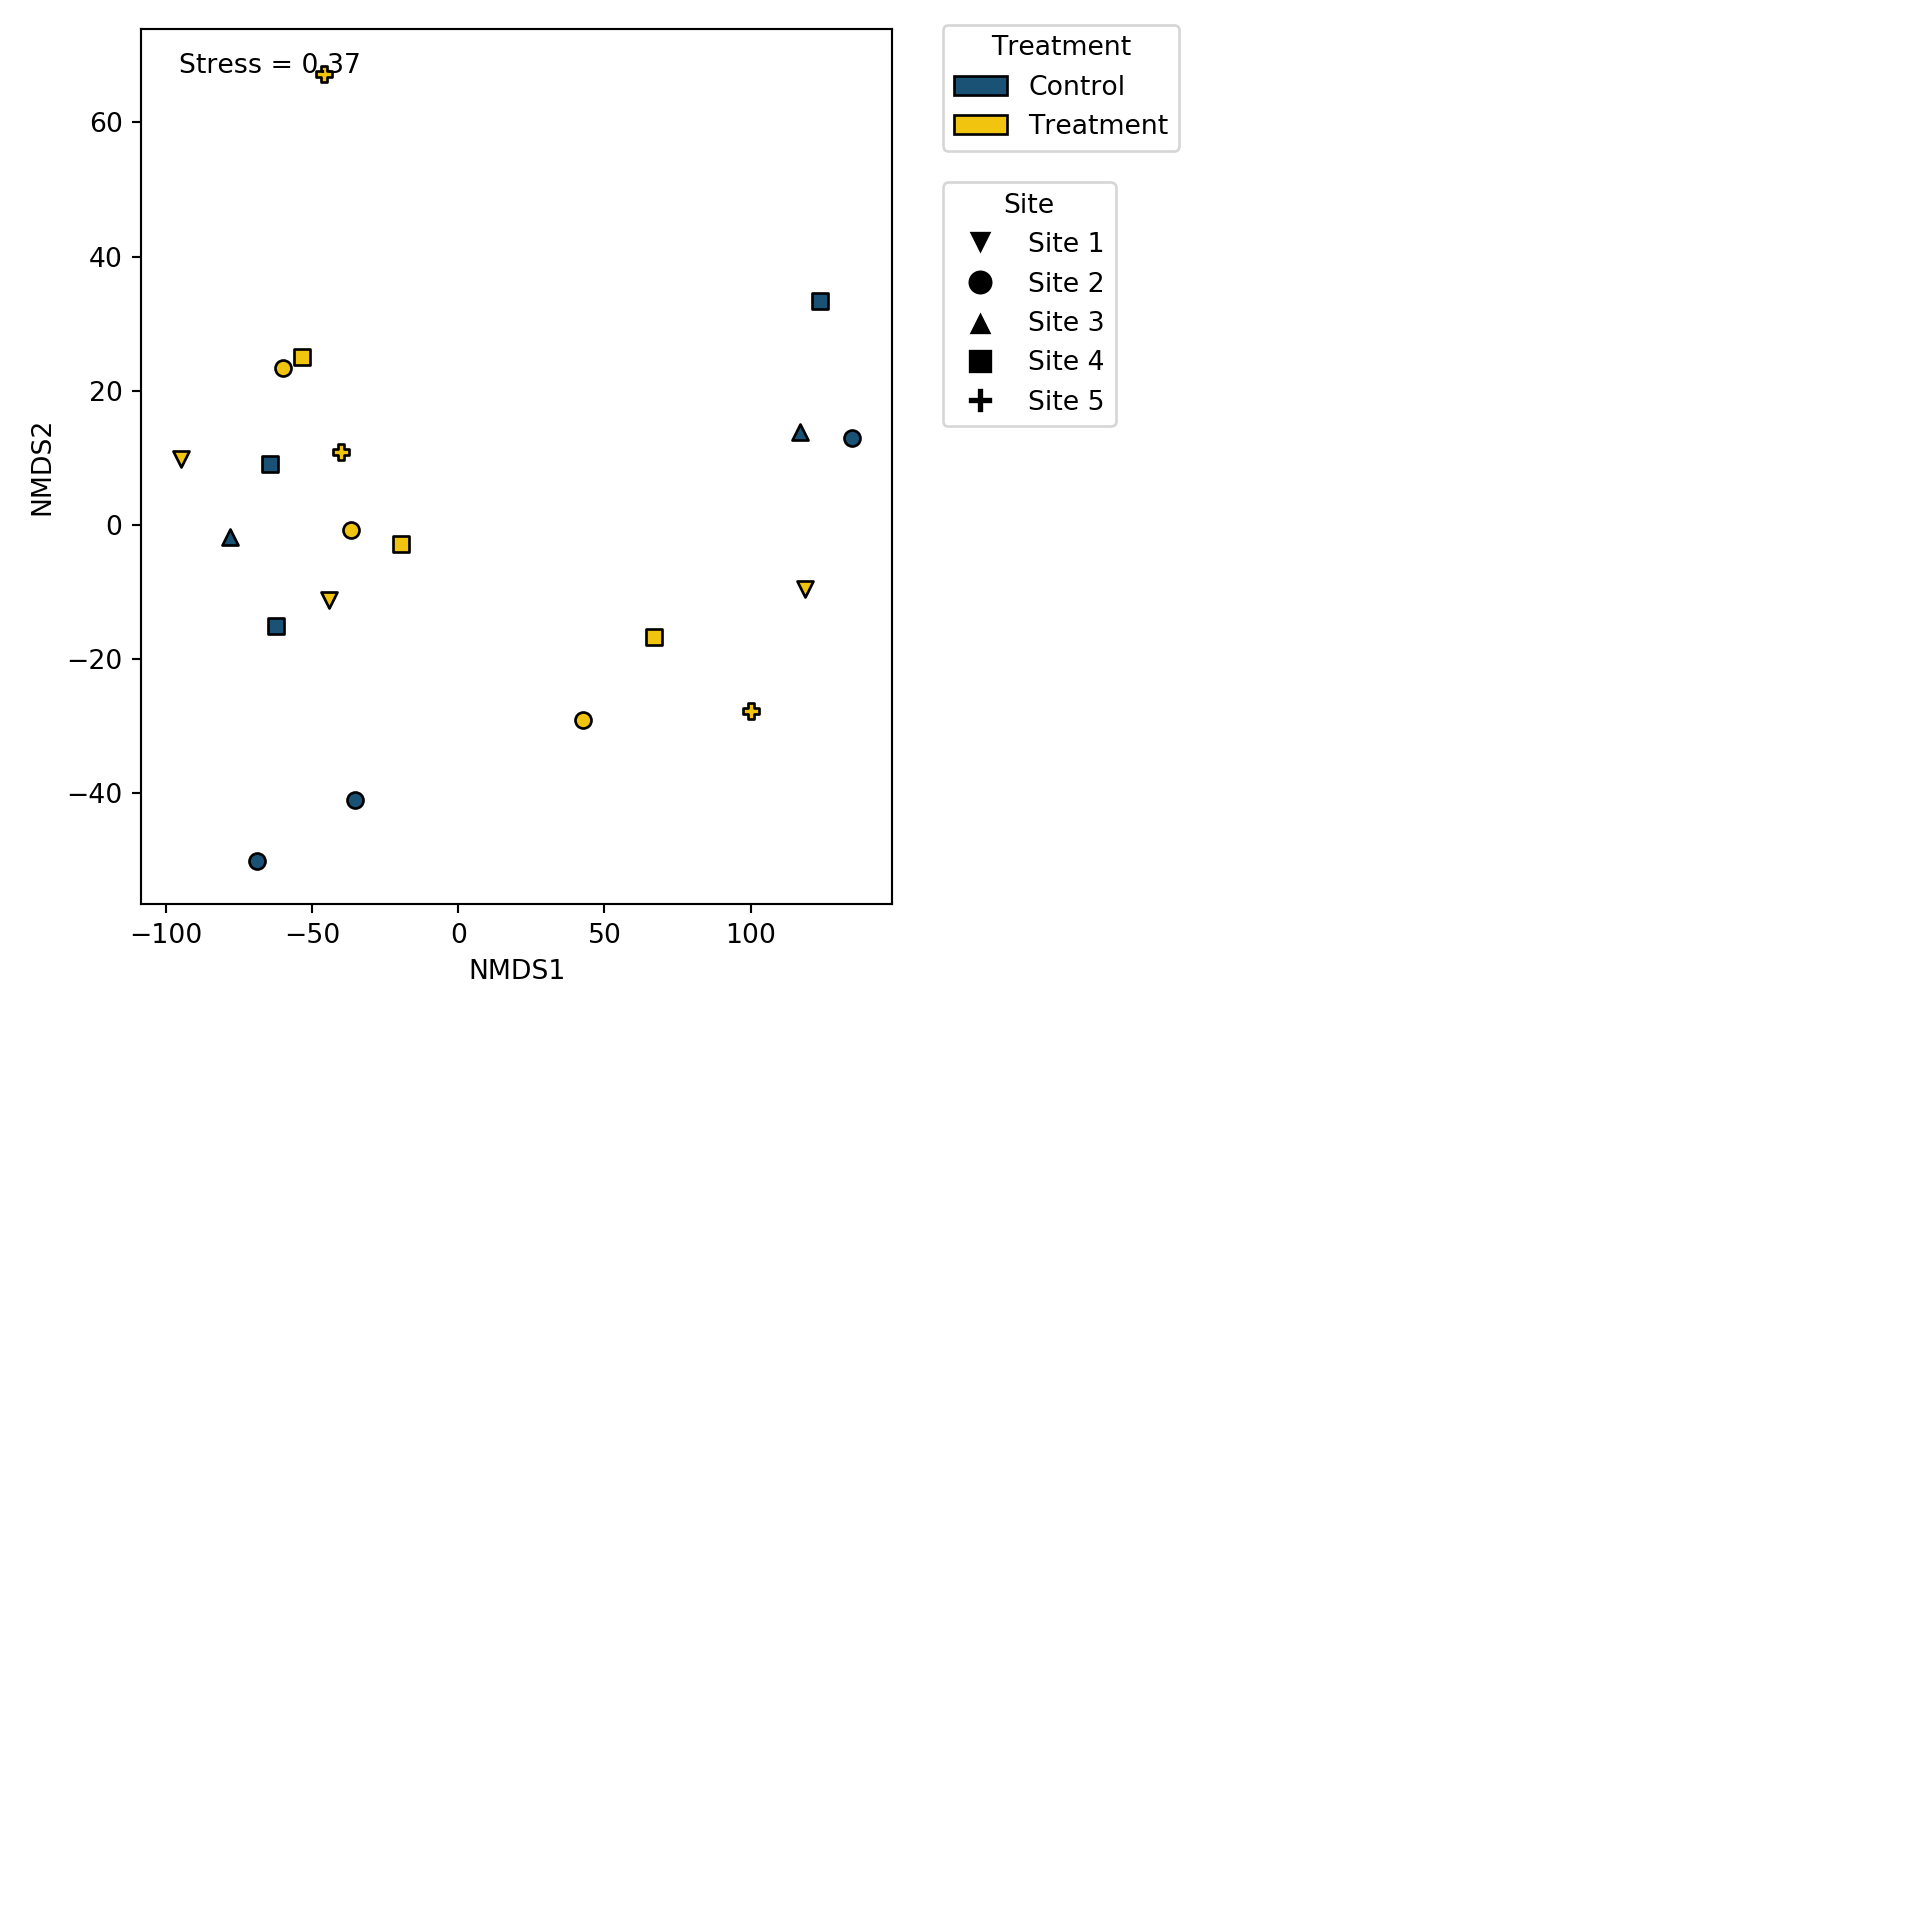 Stress = 0.37
60
40
20
0
−20
−40
NMDS2
−100
−50
0
50
100
NMDS1
Treatment
Control
Treatment
Site
Site 1
Site 2
Site 3
Site 4
Site 5